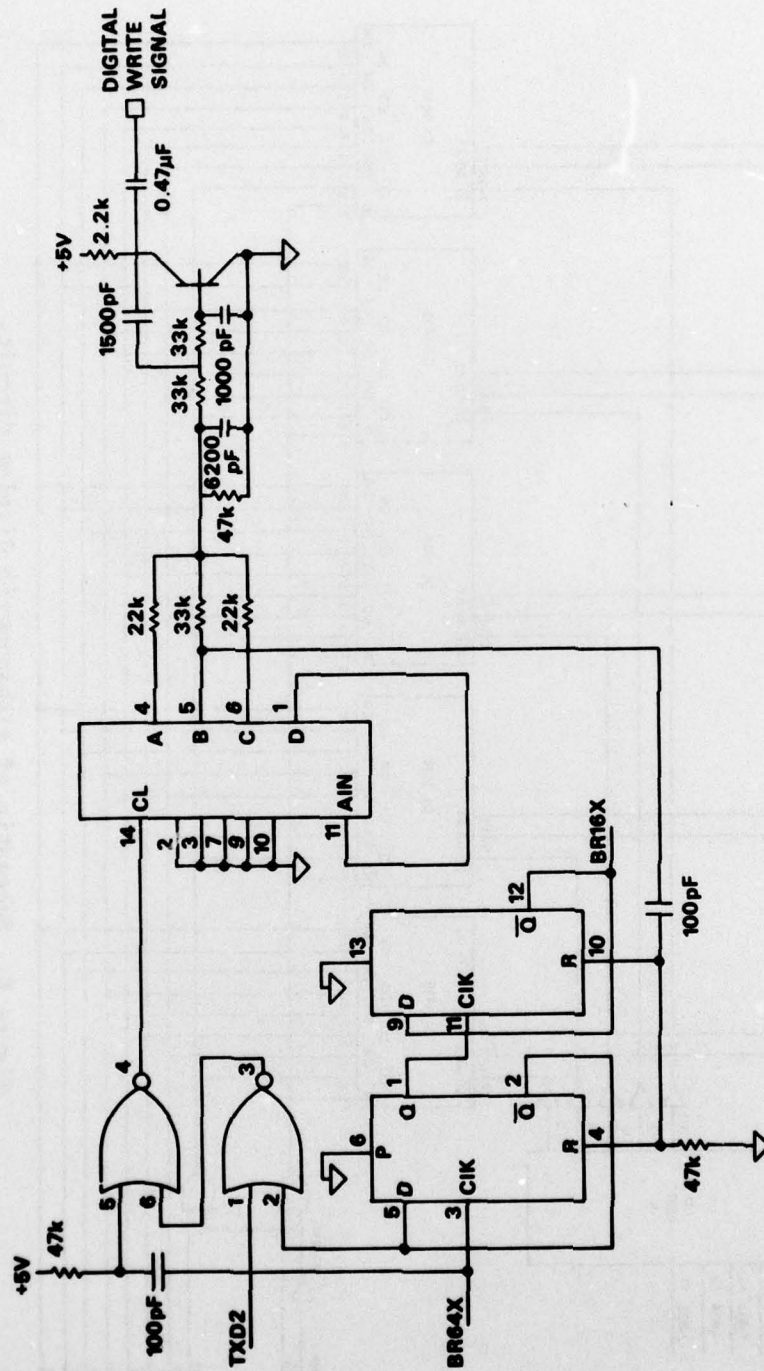 +5V
47k
100pF
TXD2
BR64X
5
6
4
1
2
3
5
D
3
CIK
6
P
Q
1
Q
2
R
4
47k
13
9
D
11
CIK
Q
12
R
10
BR16X
100pF
14
CL
2
3
7
9
10
11
AIN
A
4
B
5
C
6
D
1
22k
33k
22k
47k
6200
pF
33k
33k
1000 pF
1500pF
+5V
2.2k
0.47µF
DIGITAL
WRITE
SIGNAL